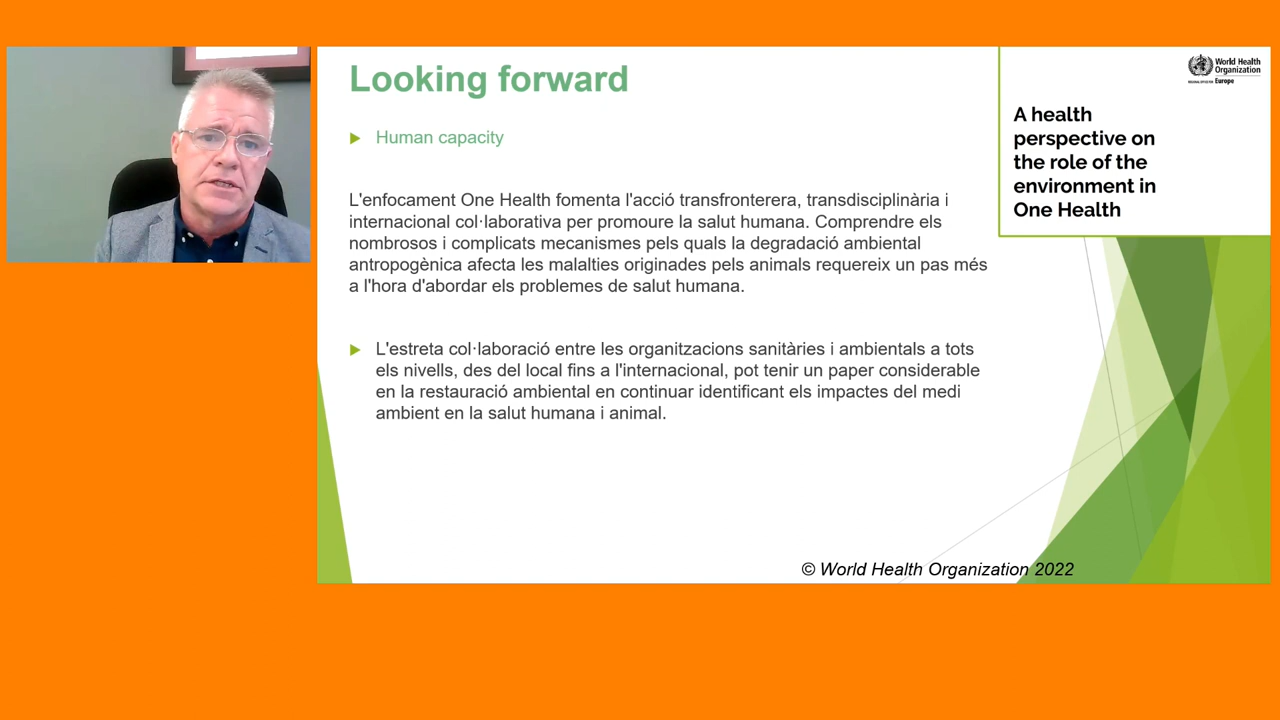 Looking forward
Human capacity
L'enfocament One Health fomenta l'acció transfronterera, transdisciplinària i
internacional col·laborativa per promoure la salut humana. Comprendre els
nombrosos i complicats mecanismes pels quals la degradació ambiental
antropogènica afecta les malalties originades pels animals requereix un pas més
a l'hora d'abordar els problemes de salut humana.
L'estreta col·laboració entre les organitzacions sanitàries i ambientals a tots
els nivells, des del local fins a l'internacional, pot tenir un paper considerable
en la restauració ambiental en continuar identificant els impactes del medi
ambient en la salut humana i animal.
© World Health Organization 2022
World Health
Organization
REGIONAL OFFICE FOR Europe
A health
perspective on
the role of the
environment in
One Health